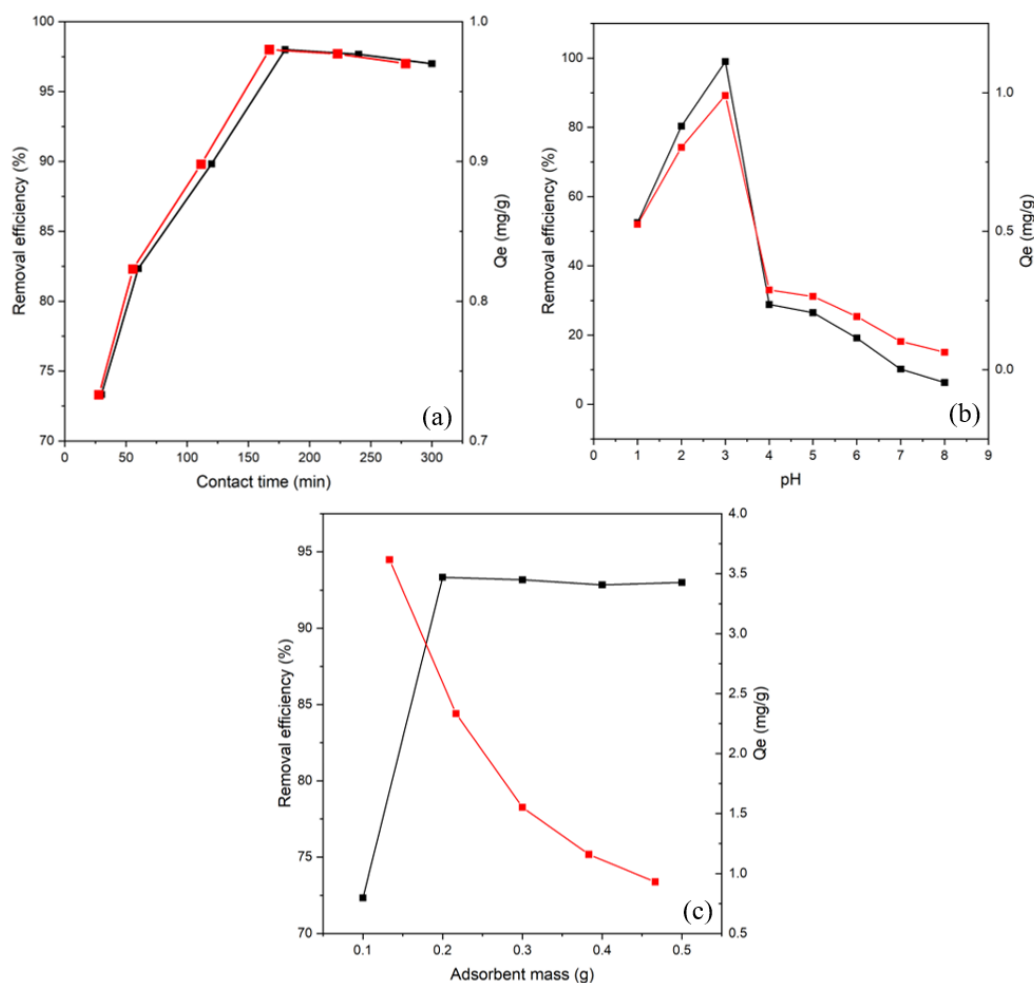 100
95
90
85
80
75
70
Removal efficiency (%)
0 50 100 150 200 250 300
Contact time (min)
1.0
0.9
0.8
0.7
Qe (mg/g)
(a)
100
80
60
40
20
0
Removal efficiency (%)
0 1 2 3 4 5 6 7 8 9
pH
1.0
0.5
0.0
Qe (mg/g)
(b)
95
90
85
80
75
70
Removal efficiency (%)
0.1 0.2 0.3 0.4 0.5
Adsorbent mass (g)
4.0
3.5
3.0
2.5
2.0
1.5
1.0
0.5
Qe (mg/g)
(c)